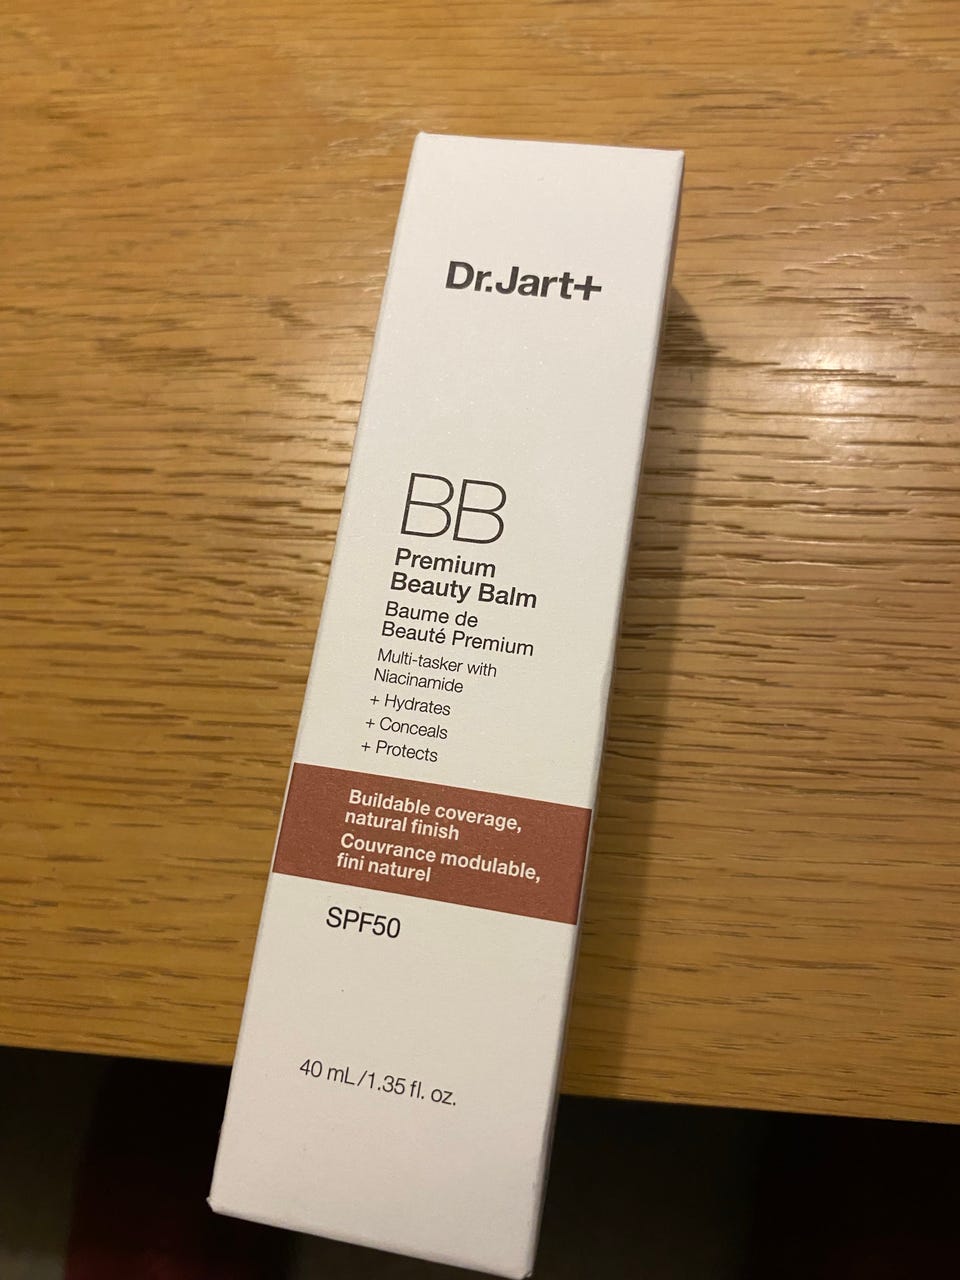 Dr.Jart+
BB
Premium
Beauty Balm
Baume de
Beauté Premium
Multi-tasker with
Niacinamide
+ Hydrates
+ Conceals
+ Protects
Buildable coverage,
natural finish
Couvrance modulable,
fini naturel
SPF50
40 mL/1.35 fl. oz.